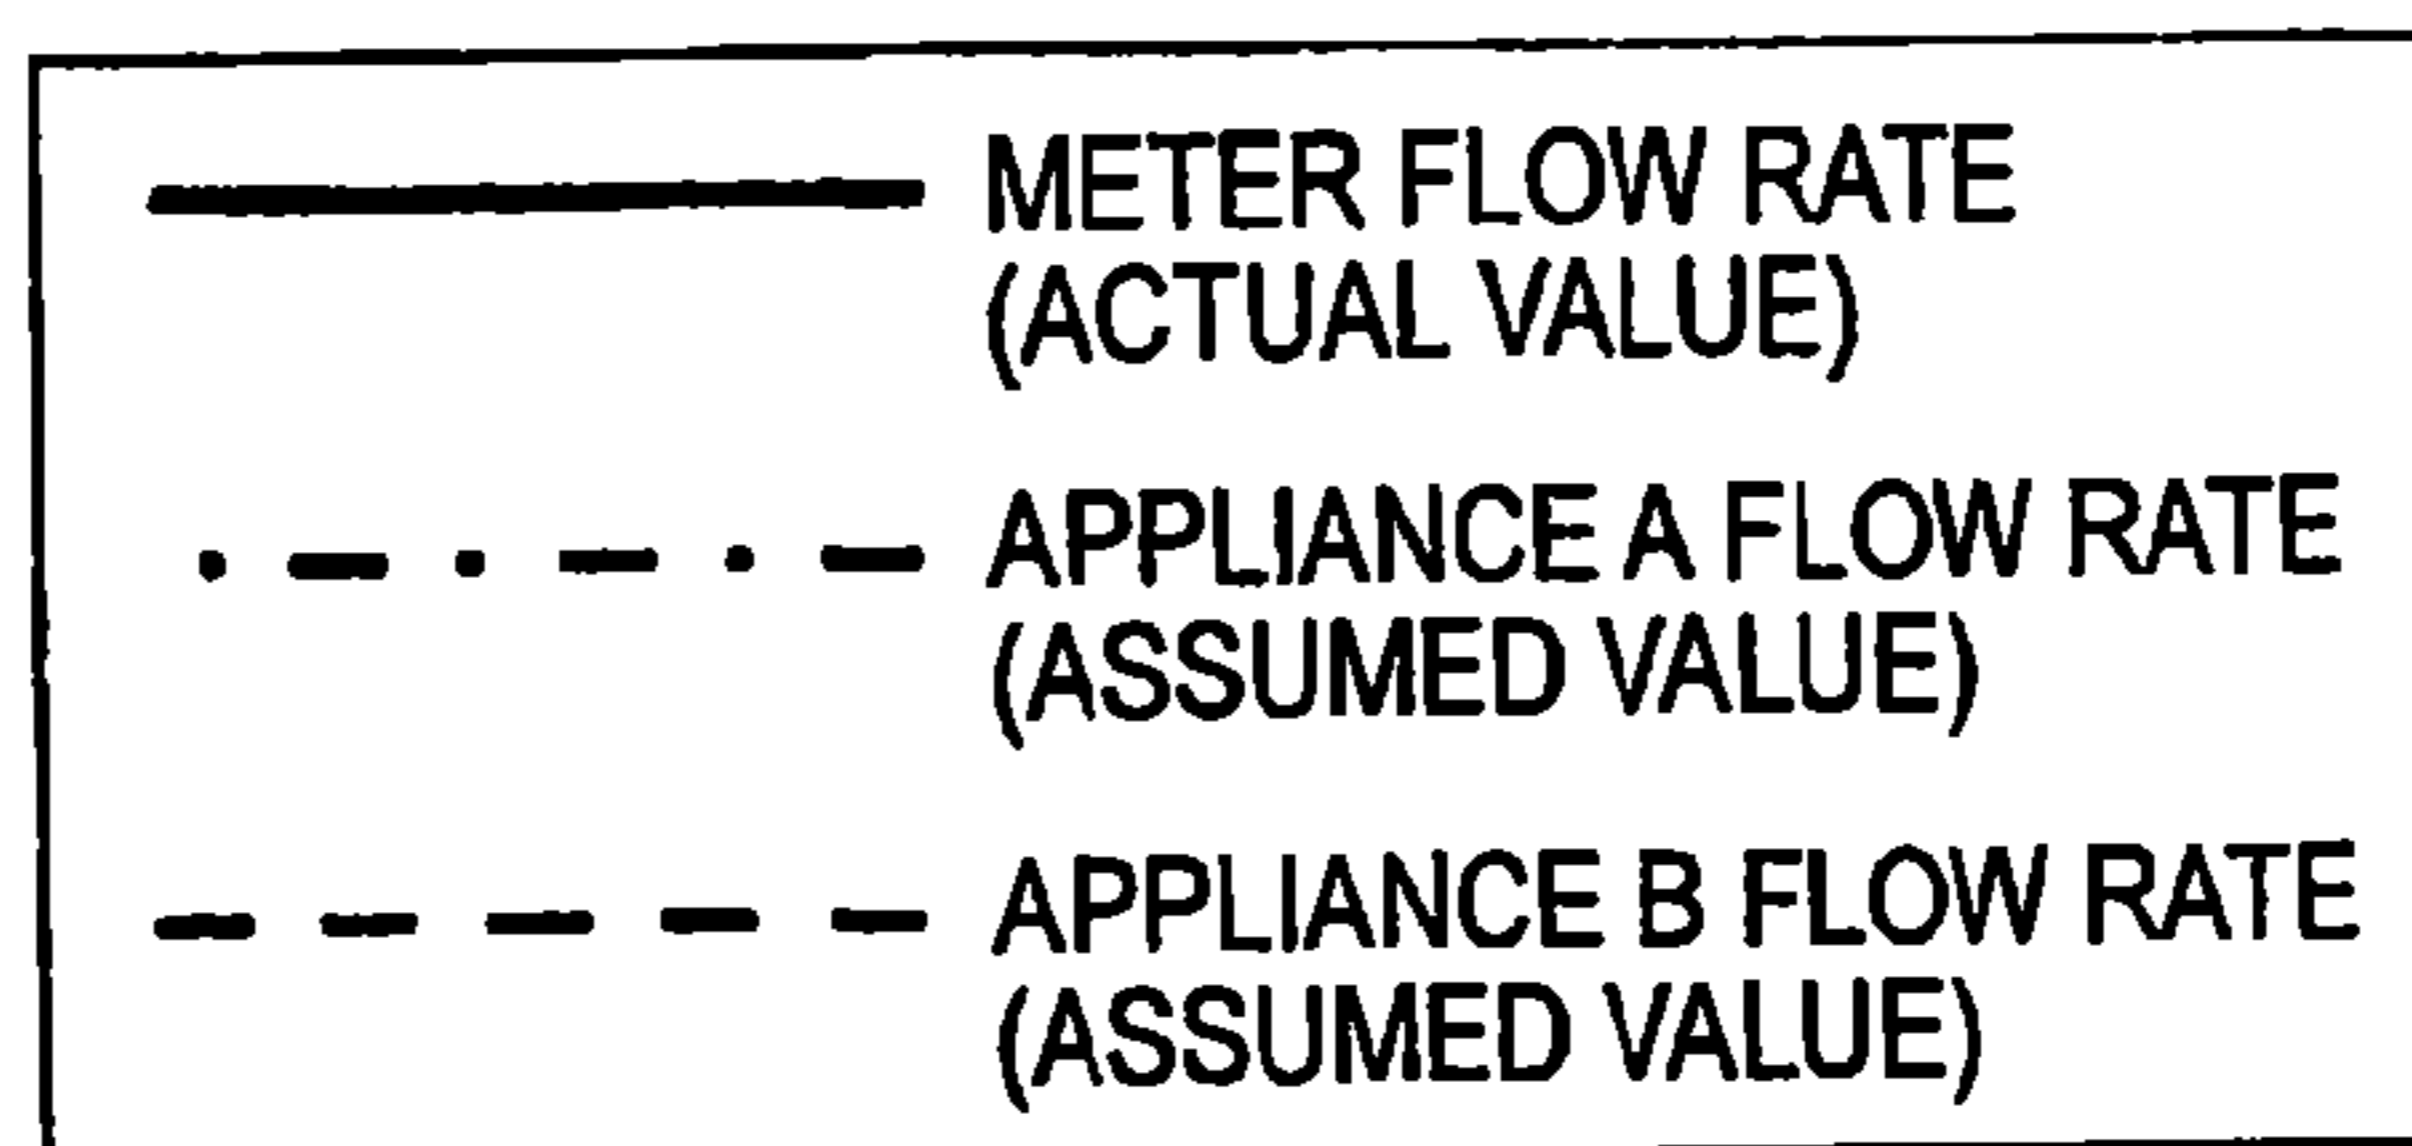 METER FLOW RATE
(ACTUAL VALUE)
APPLIANCE A FLOW RATE
(ASSUMED VALUE)
APPLIANCE B FLOW RATE
(ASSUMED VALUE)